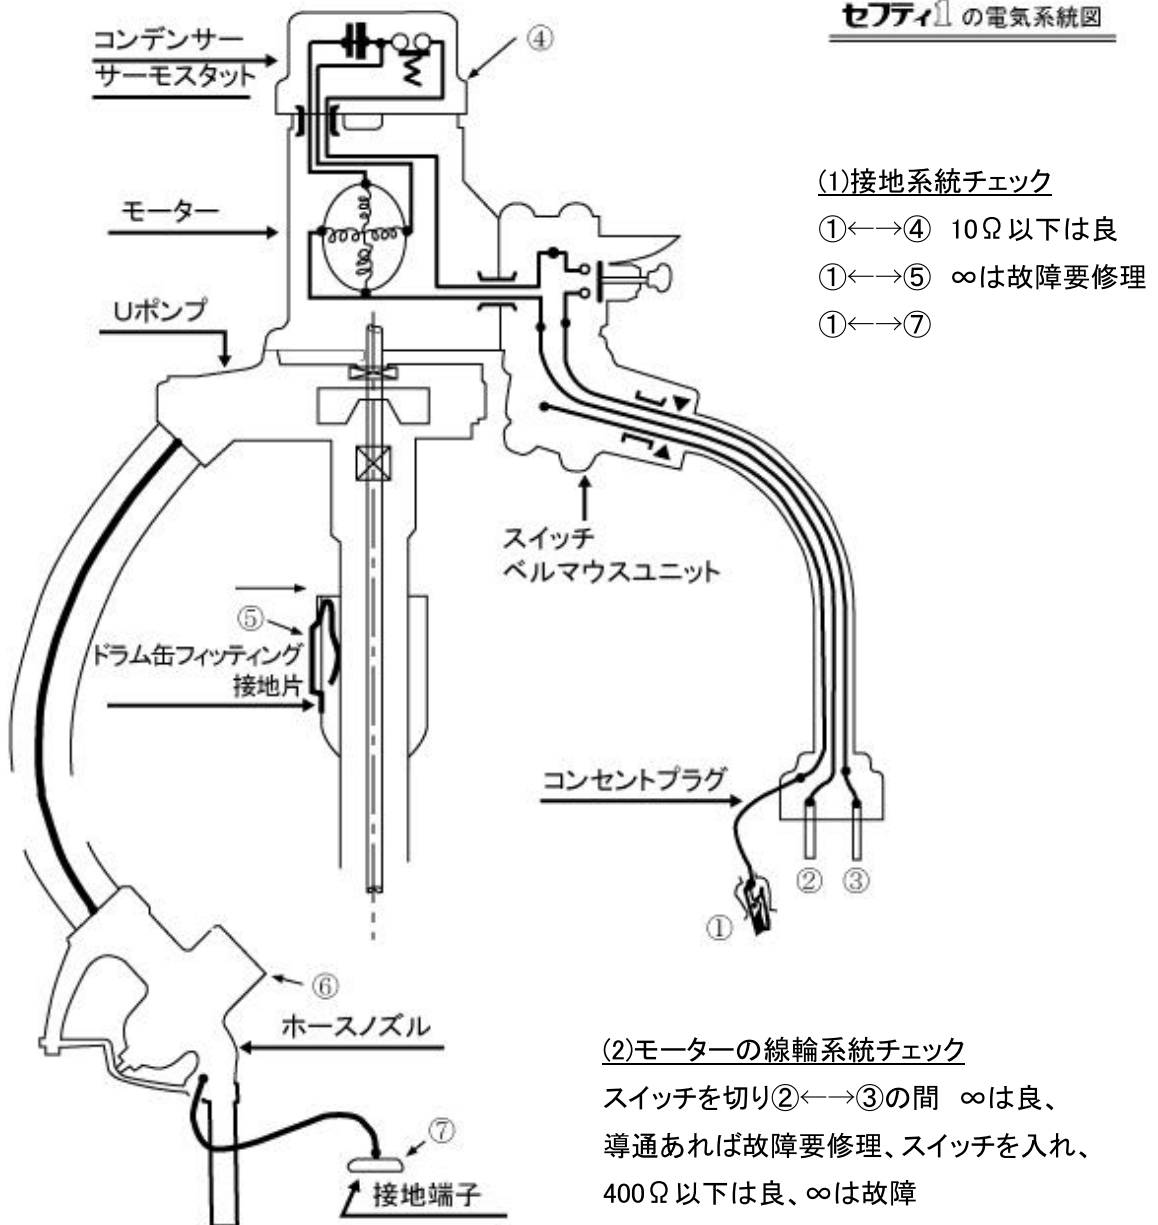 セフティ1 の電気系統図
コンデンサー
サーモスタット
④
モーター
Uポンプ
(1)接地系統チェック
①←→④ 10Ω以下は良
①←→⑤ ∞は故障要修理
①←→⑦
スイッチ
ベルマウスユニット
⑤
ドラム缶フィッティング
接地片
コンセントプラグ
②
③
①
⑥
ホースノズル
⑦
接地端子
(2)モーターの線輪系統チェック
スイッチを切り②←→③の間 ∞は良、
導通あれば故障要修理、スイッチを入れ、
400Ω以下は良、∞は故障